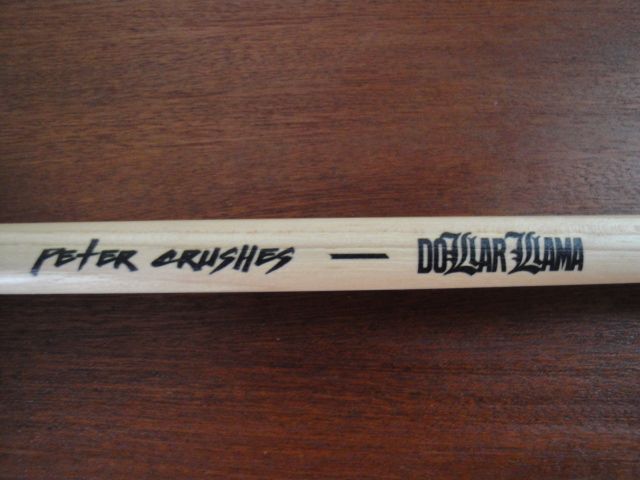 PETER CRUSHES — DOLLAR LLAMA